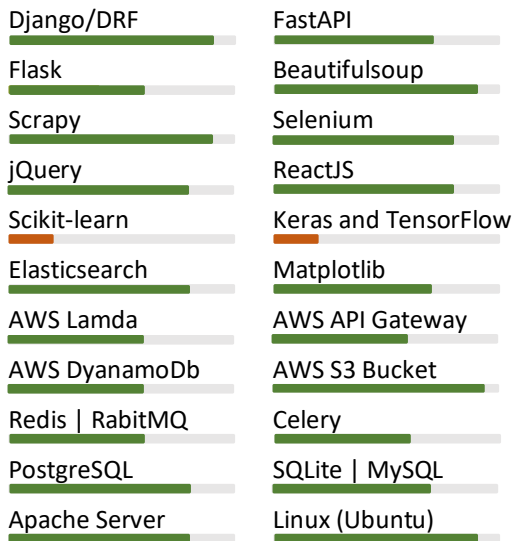 Django/DRF
FastAPI
Flask
Beautifulsoup
Scrapy
Selenium
jQuery
ReactJS
Scikit-learn
Keras and TensorFlow
Elasticsearch
Matplotlib
AWS Lamda
AWS API Gateway
AWS DyanamoDb
AWS S3 Bucket
Redis | RabitMQ
Celery
PostgreSQL
SQLite | MySQL
Apache Server
Linux (Ubuntu)